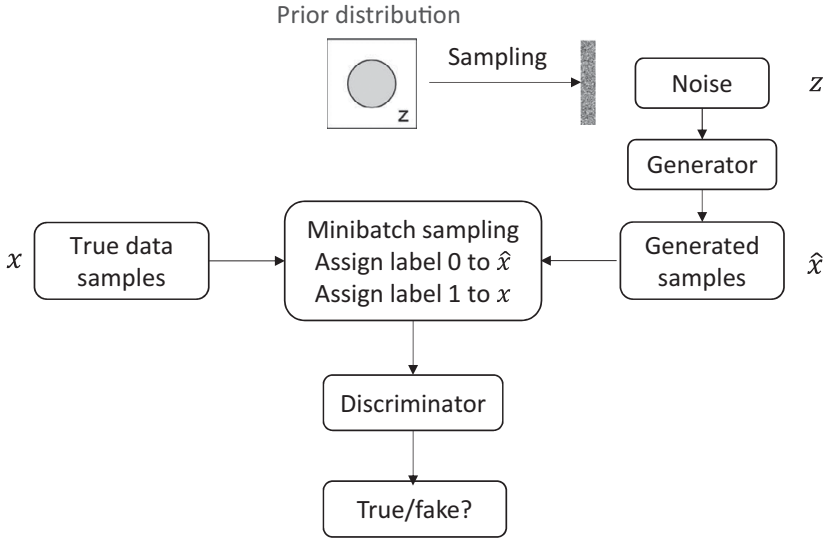 Prior distribution
Sampling
z
Noise
z
Generator
x
True data
samples
Minibatch sampling
Assign label 0 to x̂
Assign label 1 to x
Generated
samples
x̂
Discriminator
True/fake?